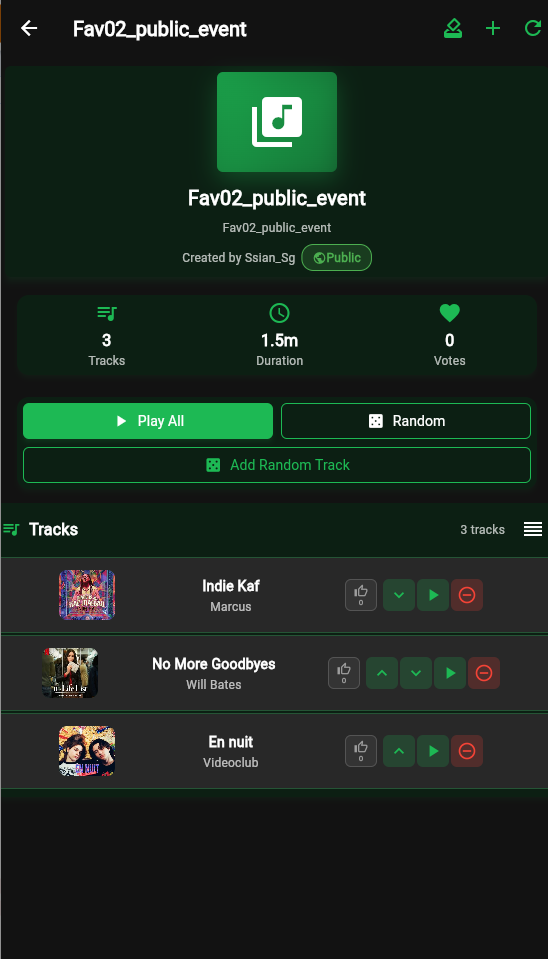 Fav02_public_event
Fav02_public_event
Fav02_public_event
Created by Ssian_Sg Public
3 1.5m 0
Tracks Duration Votes
Play All Random
Add Random Track
Tracks 3 tracks
Indie Kaf
Marcus
0
No More Goodbyes
Will Bates
0
En nuit
Videoclub
0